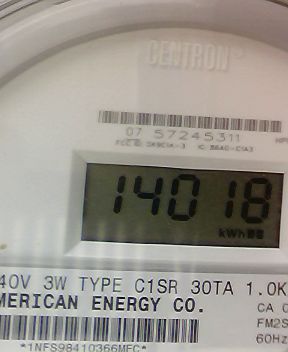 CENTRON
07 57245311
14018
kWh
40V 3W TYPE C1SR 30TA 1.0K
MERICAN ENERGY CO.
CA
FM2S
60Hz
*1NFS98410366MFC*